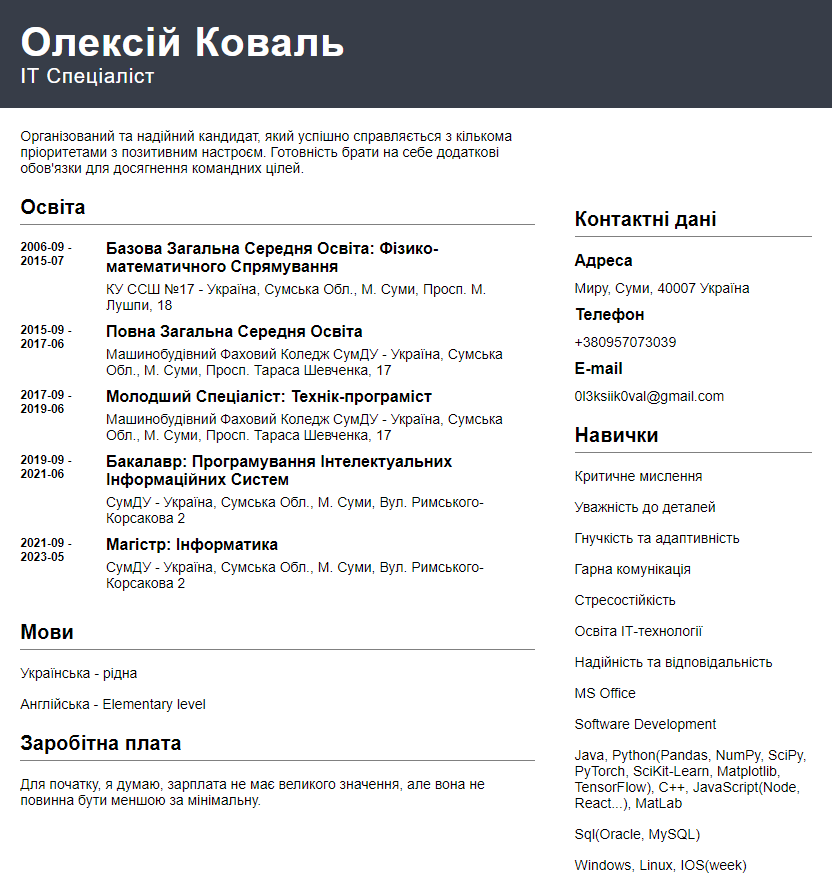 Олексій Коваль
ІТ Спеціаліст
Організований та надійний кандидат, який успішно справляється з кількома
пріоритетами з позитивним настроєм. Готовність брати на себе додаткові
обов'язки для досягнення командних цілей.
Освіта
2006-09 -
2015-07
Базова Загальна Середня Освіта: Фізико-
математичного Спрямування
КУ ССШ №17 - Україна, Сумська Обл., М. Суми, Просп. М.
Лушпи, 18
2015-09 -
2017-06
Повна Загальна Середня Освіта
Машинобудівний Фаховий Коледж СумДУ - Україна, Сумська
Обл., М. Суми, Просп. Тараса Шевченка, 17
2017-09 -
2019-06
Молодший Спеціаліст: Технік-програміст
Машинобудівний Фаховий Коледж СумДУ - Україна, Сумська
Обл., М. Суми, Просп. Тараса Шевченка, 17
2019-09 -
2021-06
Бакалавр: Програмування Інтелектуальних
Інформаційних Систем
СумДУ - Україна, Сумська Обл., М. Суми, Вул. Римського-
Корсакова 2
2021-09 -
2023-05
Магістр: Інформатика
СумДУ - Україна, Сумська Обл., М. Суми, Вул. Римського-
Корсакова 2
Мови
Українська - рідна
Англійська - Elementary level
Заробітна плата
Для початку, я думаю, зарплата не має великого значення, але вона не
повинна бути меншою за мінімальну.
Контактні дані
Адреса
Миру, Суми, 40007 Україна
Телефон
+380957073039
E-mail
0l3ksiik0val@gmail.com
Навички
Критичне мислення
Уважність до деталей
Гнучкість та адаптивність
Гарна комунікація
Стресостійкість
Освіта ІТ-технології
Надійність та відповідальність
MS Office
Software Development
Java, Python(Pandas, NumPy, SciPy,
PyTorch, SciKit-Learn, Matplotlib,
TensorFlow), C++, JavaScript(Node,
React...), MatLab
Sql(Oracle, MySQL)
Windows, Linux, IOS(week)